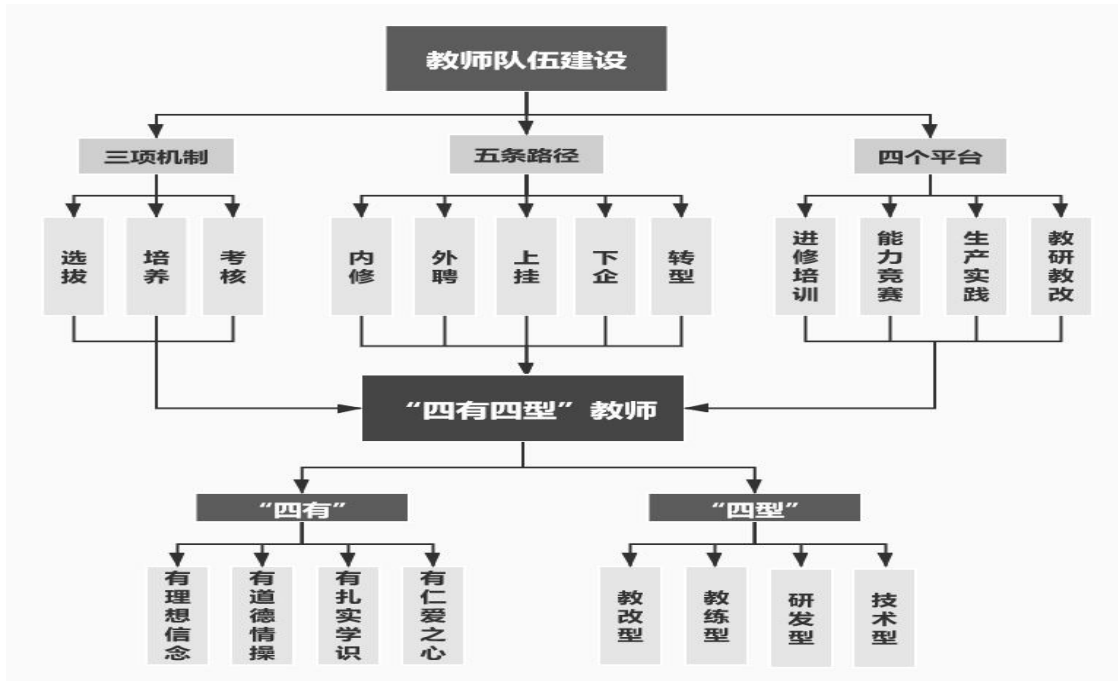 教师队伍建设
三项机制
五条路径
四个平台
选拔
培养
考核
内修
外聘
上挂
下企
转型
进修培训
能力竞赛
生产实践
教研教改
“四有四型”教师
“四有”
“四型”
有理想信念
有道德情操
有扎实学识
有仁爱之心
教改型
教练型
研发型
技术型